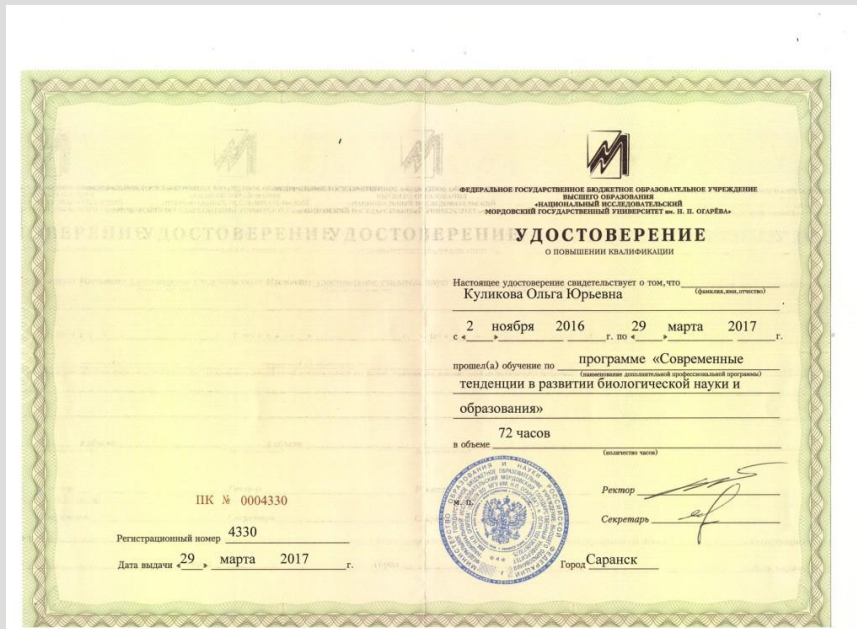 ПК № 0004330
Регистрационный номер 4330
Дата выдачи «29» марта 2017 г.
ФЕДЕРАЛЬНОЕ ГОСУДАРСТВЕННОЕ БЮДЖЕТНОЕ ОБРАЗОВАТЕЛЬНОЕ УЧРЕЖДЕНИЕ
ВЫСШЕГО ОБРАЗОВАНИЯ
«НАЦИОНАЛЬНЫЙ ИССЛЕДОВАТЕЛЬСКИЙ
МОРДОВСКИЙ ГОСУДАРСТВЕННЫЙ УНИВЕРСИТЕТ им. Н. П. ОГАРЁВА»
УДОСТОВЕРЕНИЕ
О ПОВЫШЕНИИ КВАЛИФИКАЦИИ
Настоящее удостоверение свидетельствует о том, что
(фамилия, имя, отчество)
Куликова Ольга Юрьевна
с «2» ноября 2016 г. по «29» марта 2017 г.
прошел(а) обучение по программе «Современные
(наименование дополнительной профессиональной программы)
тенденции в развитии биологической науки и
образования»
в объеме 72 часов
(количество часов)
Ректор
М. П.
Секретарь
Город Саранск